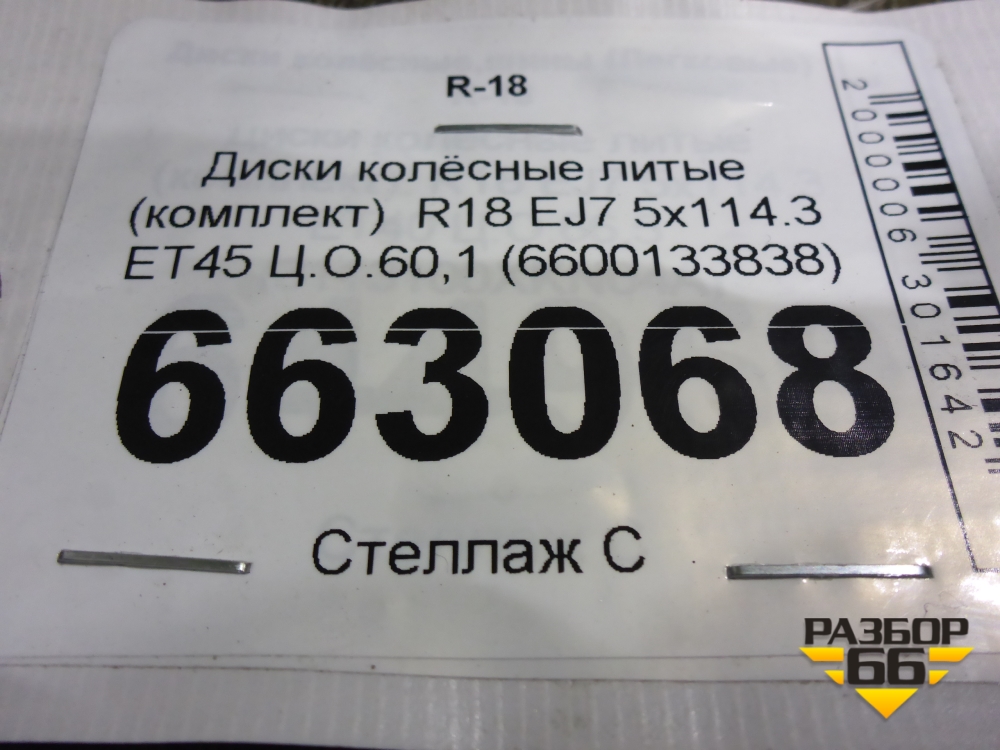 R-18
Диски колёсные литые
(комплект) R18 EJ7 5x114.3
ET45 Ц.О.60,1 (6600133838)
663068
Стеллаж С
2000006301642
РАЗБОР
66